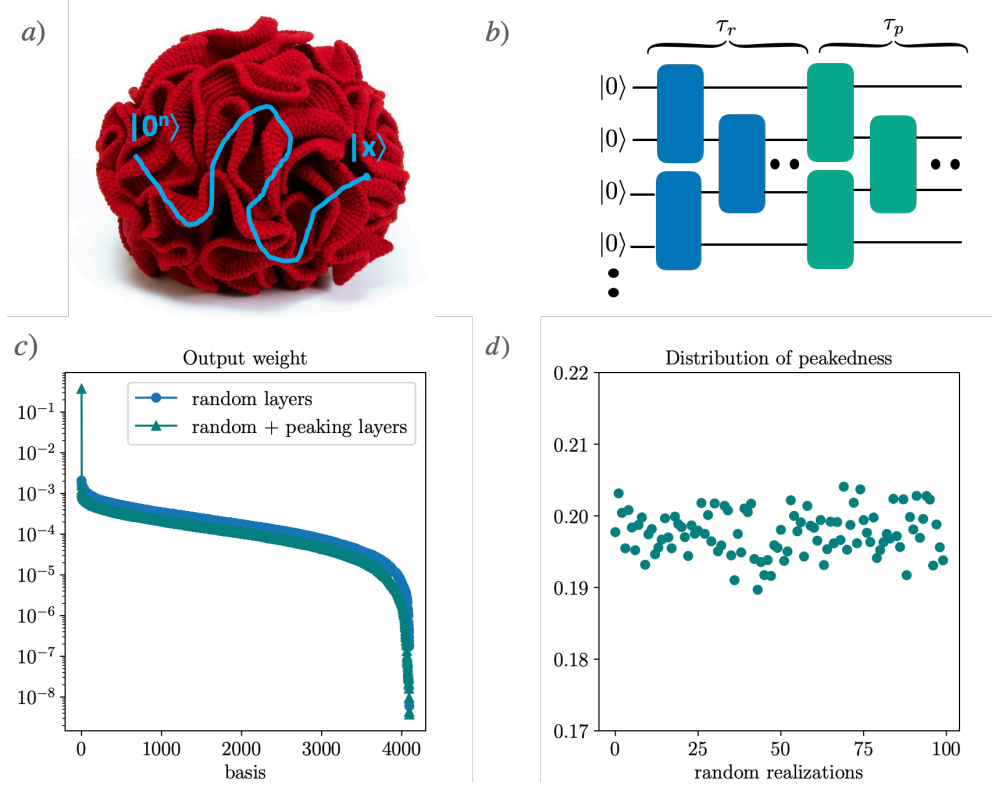 a)
|0ⁿ⟩
|x⟩
b)
τᵣ
τₚ
|0⟩
|0⟩
|0⟩
|0⟩
c)
Output weight
random layers
random + peaking layers
10⁻¹
10⁻²
10⁻³
10⁻⁴
10⁻⁵
10⁻⁶
10⁻⁷
10⁻⁸
0 1000 2000 3000 4000
basis
d)
Distribution of peakedness
0.22
0.21
0.20
0.19
0.18
0.17
0 25 50 75 100
random realizations